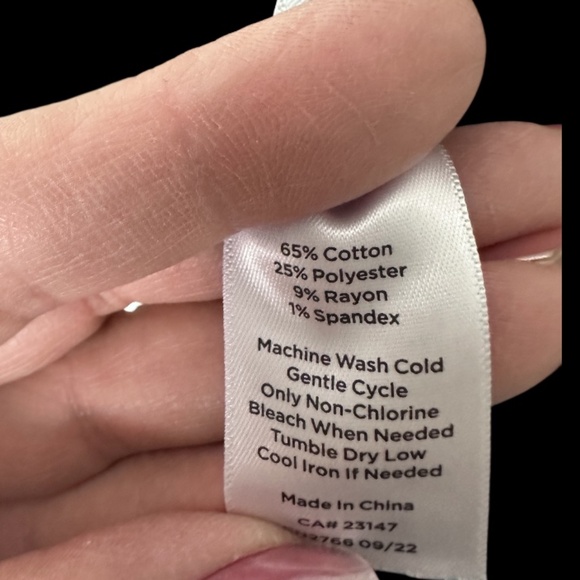 65% Cotton
25% Polyester
9% Rayon
1% Spandex
Machine Wash Cold
Gentle Cycle
Only Non-Chlorine
Bleach When Needed
Tumble Dry Low
Cool Iron If Needed
Made In China
CA# 23147
09/22